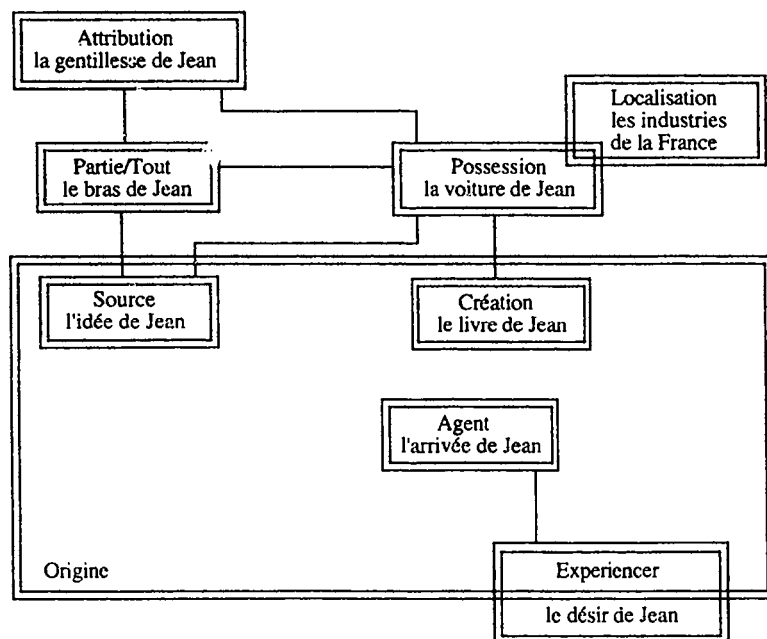 Attribution
la gentillesse de Jean
Localisation
les industries
de la France
Partie/Tout
le bras de Jean
Possession
la voiture de Jean
Source
l'idée de Jean
Création
le livre de Jean
Agent
l'arrivée de Jean
Origine
Experiencer
le désir de Jean